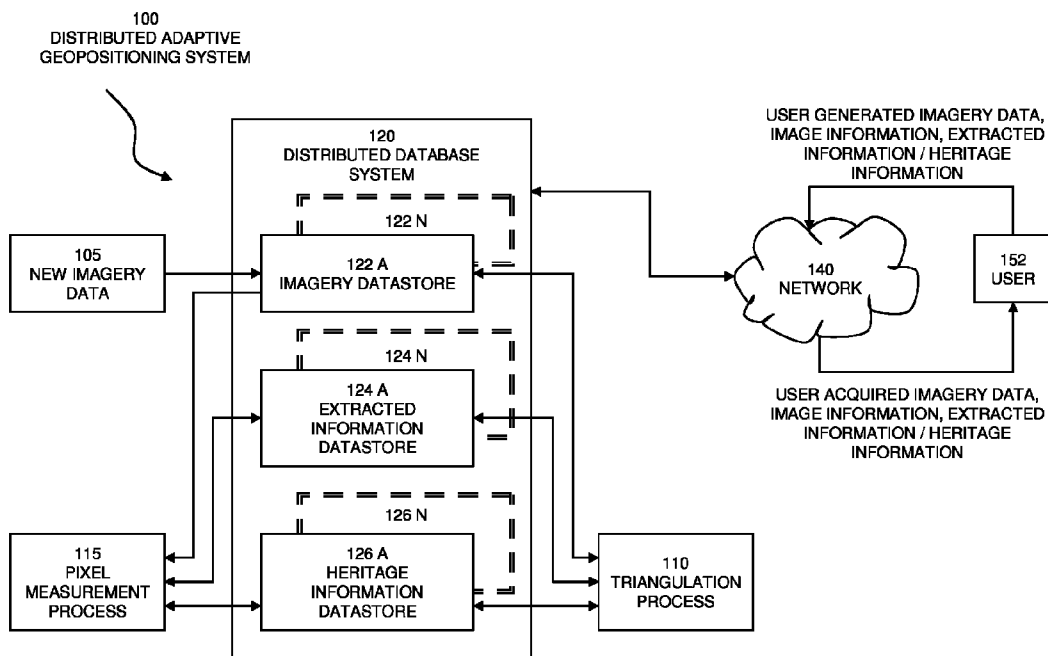 100
DISTRIBUTED ADAPTIVE
GEOPOSITIONING SYSTEM
120
DISTRIBUTED DATABASE
SYSTEM
122 N
122 A
IMAGERY DATASTORE
105
NEW IMAGERY
DATA
124 N
124 A
EXTRACTED
INFORMATION
DATASTORE
126 N
126 A
HERITAGE
INFORMATION
DATASTORE
115
PIXEL
MEASUREMENT
PROCESS
110
TRIANGULATION
PROCESS
USER GENERATED IMAGERY DATA,
IMAGE INFORMATION, EXTRACTED
INFORMATION / HERITAGE
INFORMATION
140
NETWORK
152
USER
USER ACQUIRED IMAGERY DATA,
IMAGE INFORMATION, EXTRACTED
INFORMATION / HERITAGE
INFORMATION